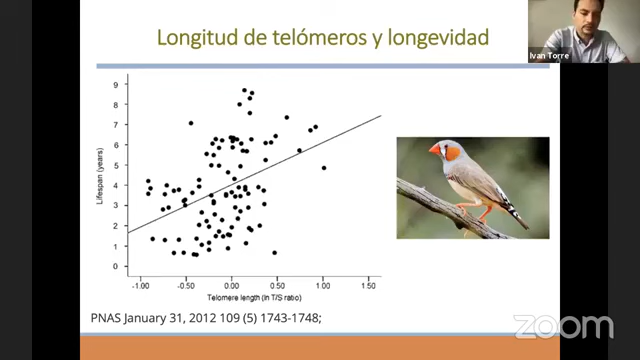 Longitud de telómeros y longevidad
Ivan Torre
Lifespan (years)
9
8
7
6
5
4
3
2
1
0
-1.00 -0.50 0.00 0.50 1.00 1.50
Telomere length (ln T/S ratio)
PNAS January 31, 2012 109 (5) 1743-1748;
zoom